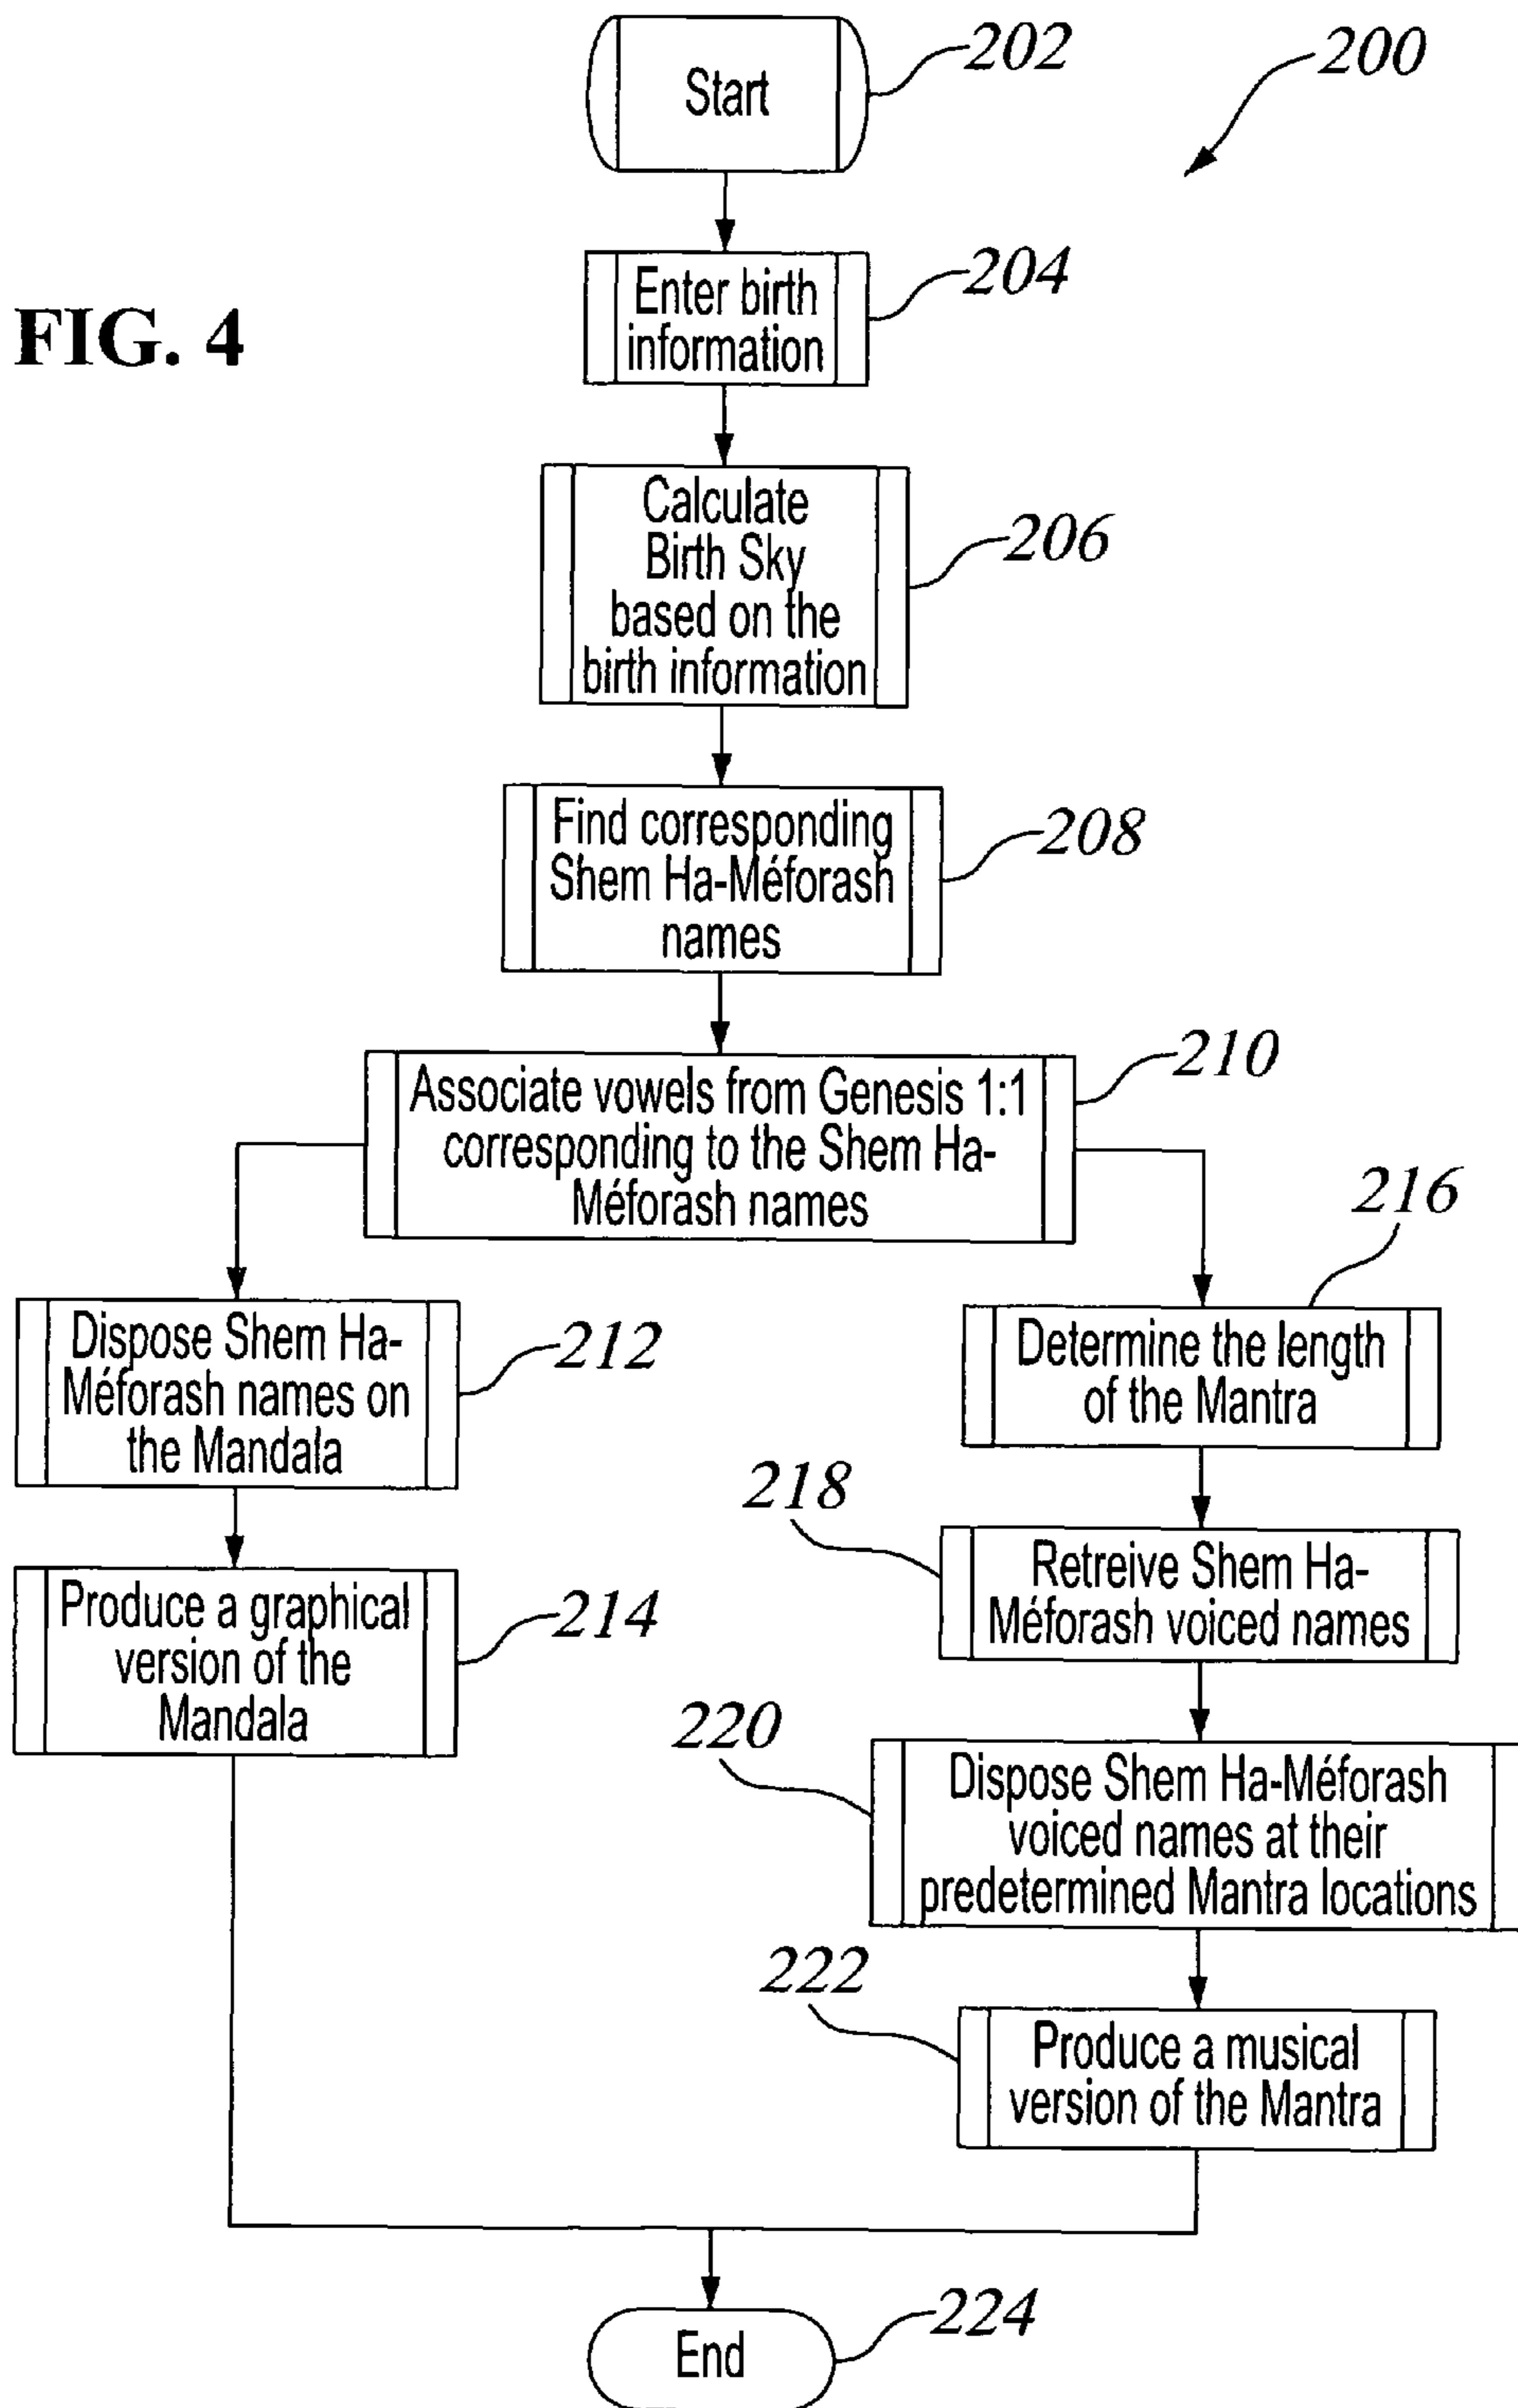 Start
202
200
FIG. 4
Enter birth
information
204
Calculate
Birth Sky
based on the
birth information
206
Find corresponding
Shem Ha-Méforash
names
208
Associate vowels from Genesis 1:1
corresponding to the Shem Ha-
Méforash names
210
Dispose Shem Ha-
Méforash names on
the Mandala
212
Produce a graphical
version of the
Mandala
214
216
Determine the length
of the Mantra
218
Retreive Shem Ha-
Méforash voiced names
220
Dispose Shem Ha-Méforash
voiced names at their
predetermined Mantra locations
222
Produce a musical
version of the Mantra
End
224